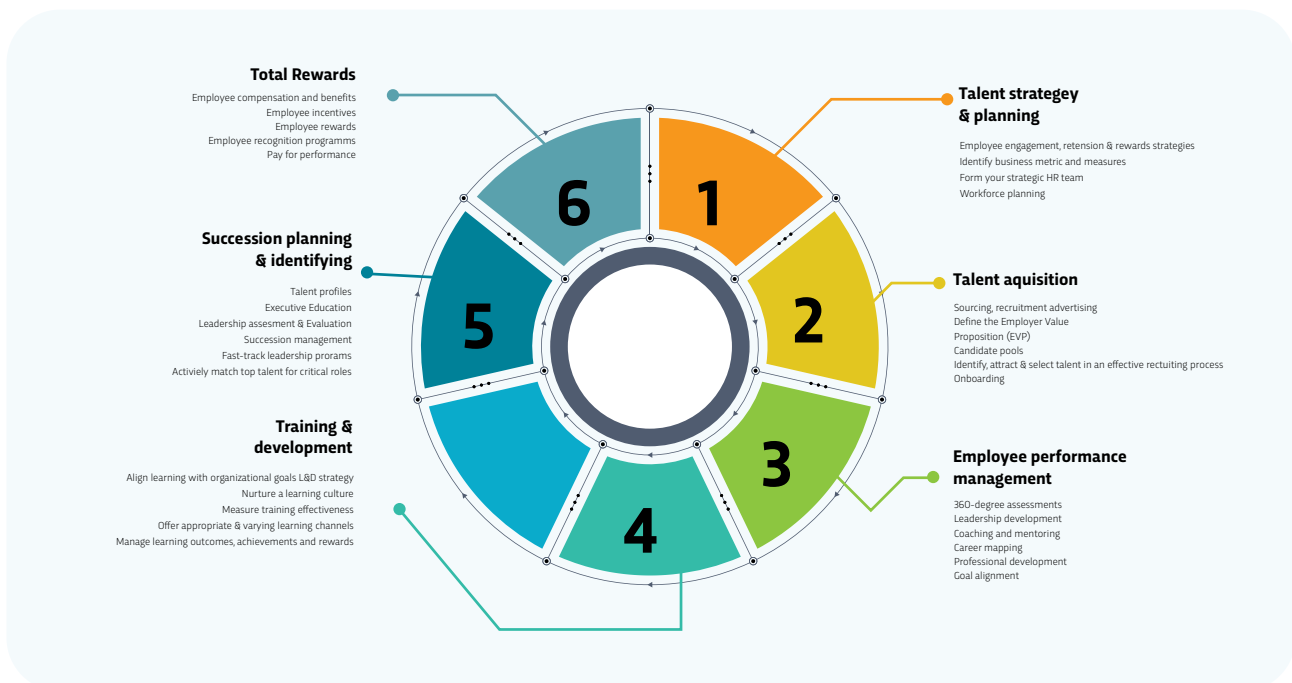 Total Rewards
Employee compensation and benefits
Employee incentives
Employee rewards
Employee recognition programms
Pay for performance
Succession planning
& identifying
Talent profiles
Executive Education
Leadership assesment & Evaluation
Succession management
Fast-track leadership prorams
Activiely match top talent for critical roles
Training &
development
Align learning with organizational goals L&D strategy
Nurture a learning culture
Measure training effectiveness
Offer appropriate & varying learning channels
Manage learning outcomes, achievements and rewards
6
1
5
2
4
3
Talent strategey
& planning
Employee engagement, retension & rewards strategies
Identify business metric and measures
Form your strategic HR team
Workforce planning
Talent aquisition
Sourcing, recruitment advertising
Define the Employer Value
Proposition (EVP)
Candidate pools
Identify, attract & select talent in an effective rectuiting process
Onboarding
Employee performance
management
360-degree assessments
Leadership development
Coaching and mentoring
Career mapping
Professional development
Goal alignment